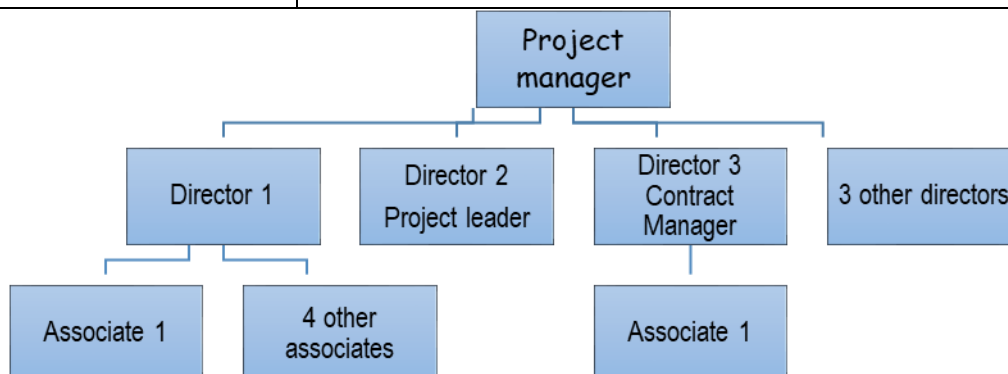 Project
manager
Director 1
Director 2
Project leader
Director 3
Contract
Manager
3 other directors
Associate 1
4 other
associates
Associate 1